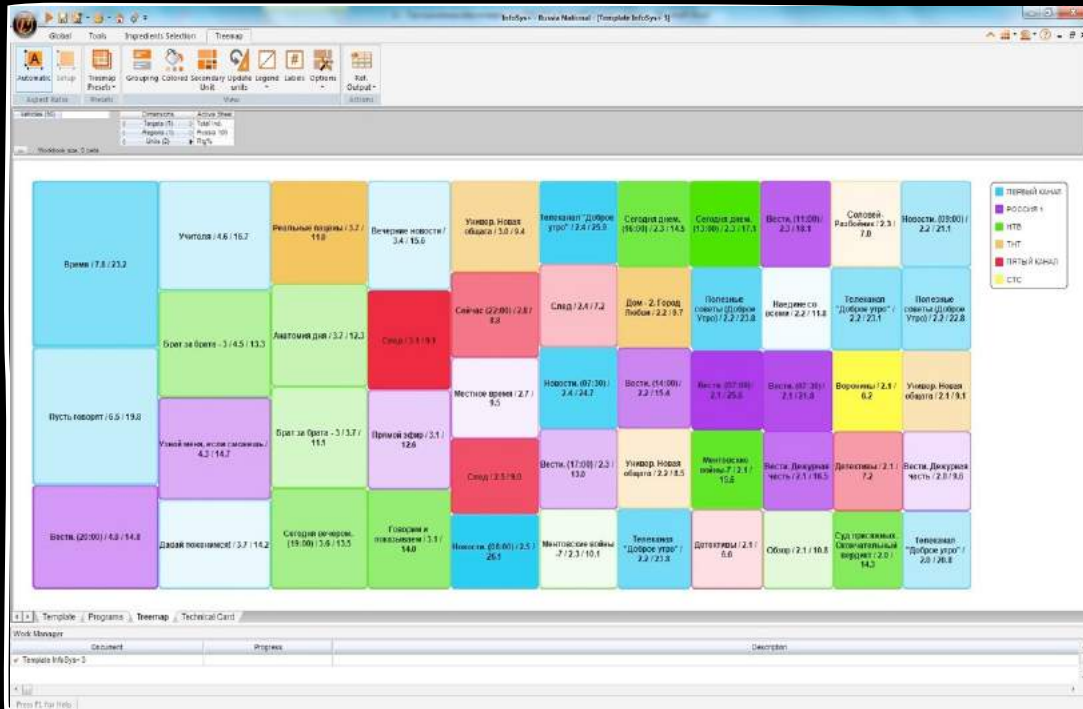 InfoSys+ - Russia National - [Template InfoSys+ 3]
Global
Tools
Ingredients Selection
Treemap
Automatic
Setup
Treemap
Presets
Grouping
Colored
Secondary
Unit
Update
units
Legend
Labels
Options
Ref.
Output
Aspect Ratio
Presets
View
Actions
Dimensions
Active Sheet
Targets (1)
Total Ind.
Regions (1)
Units (2)
Rtg%
Workbook size, 0 cells
Время / 7.8 / 23.2
Пусть говорят / 6.5 / 19.8
Вести. (20:00) / 4.8 / 14.8
Учителя / 4.6 / 16.7
Брат за брата - 3 / 4.5 / 13.3
Узнай меня, если сможешь /
4.3 / 14.7
Давай поженимся! / 3.7 / 14.2
Реальные пацаны / 3.7 /
11.0
Анатомия дня / 3.7 / 12.3
Брат за брата - 3 / 3.7 /
11.1
Сегодня вечером.
(19:00) / 3.6 / 13.5
Вечерние новости /
3.4 / 15.6
След / 3.1 / 9.1
Прямой эфир / 3.1 /
12.6
Говорим и
показываем / 3.1 /
14.0
Универ. Новая
общага / 3.0 / 9.4
Сейчас (22:00) / 2.8 /
8.8
Местное время / 2.7 /
9.5
След / 2.5 / 9.0
Новости. (08:00) / 2.5 /
26.1
Телеканал "Доброе
утро" / 2.4 / 25.9
След / 2.4 / 7.2
Новости. (07:30) /
2.4 / 24.7
Вести. (17:00) / 2.3 /
13.0
Ментовские войны
-7 / 2.3 / 10.1
Сегодня днем.
(16:00) / 2.3 / 14.5
Дом - 2. Город
Любви / 2.2 / 9.7
Вести. (14:00) /
2.2 / 15.4
Универ. Новая
общага / 2.2 / 8.5
Телеканал
"Доброе утро" /
2.2 / 23.8
Сегодня днем.
(13:00) / 2.3 / 17.1
Полезные
советы (Доброе
Утро) / 2.2 / 23.8
Вести. (07:00) /
2.1 / 25.6
Ментовские
войны-7 / 2.1 /
15.6
Детективы / 2.1 /
6.0
Вести. (11:00) /
2.3 / 18.1
Наедине со
всеми / 2.2 / 11.8
Вести. (07:30) /
2.1 / 21.8
Вести. Дежурная
часть / 2.1 / 16.5
Обзор / 2.1 / 10.8
Соловей-
Разбойник / 2.3 /
7.0
Телеканал
"Доброе утро" /
2.2 / 23.1
Воронины / 2.1 /
6.2
Детективы / 2.1 /
7.2
Суд присяжных.
Окончательный
вердикт / 2.0 /
14.3
Новости. (09:00) /
2.2 / 21.1
Полезные
советы (Доброе
Утро) / 2.2 / 22.8
Универ. Новая
общага / 2.1 / 9.1
Вести. Дежурная
часть / 2.0 / 9.6
Телеканал
"Доброе утро" /
2.0 / 20.8
ПЕРВЫЙ КАНАЛ
РОССИЯ 1
НТВ
ТНТ
ПЯТЫЙ КАНАЛ
СТС
Template
Programs
Treemap
Technical Card
Work Manager
Document
Progress
Description
Template InfoSys+ 3
Press F1 for Help